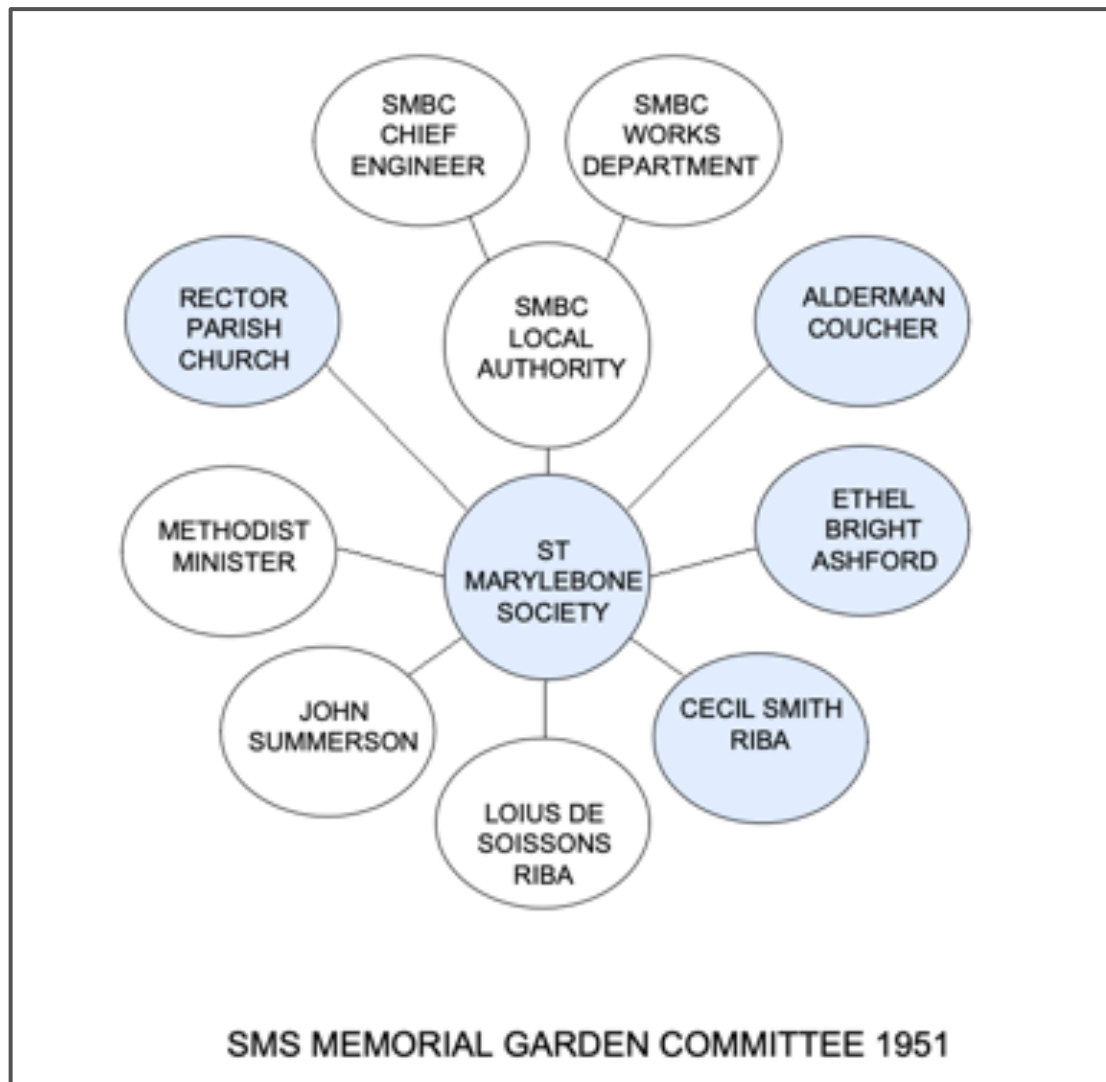 SMBC
CHIEF
ENGINEER
SMBC
WORKS
DEPARTMENT
RECTOR
PARISH
CHURCH
SMBC
LOCAL
AUTHORITY
ALDERMAN
COUCHER
METHODIST
MINISTER
ST
MARYLEBONE
SOCIETY
ETHEL
BRIGHT
ASHFORD
JOHN
SUMMERSON
LOIUS DE
SOISSONS
RIBA
CECIL SMITH
RIBA
SMS MEMORIAL GARDEN COMMITTEE 1951